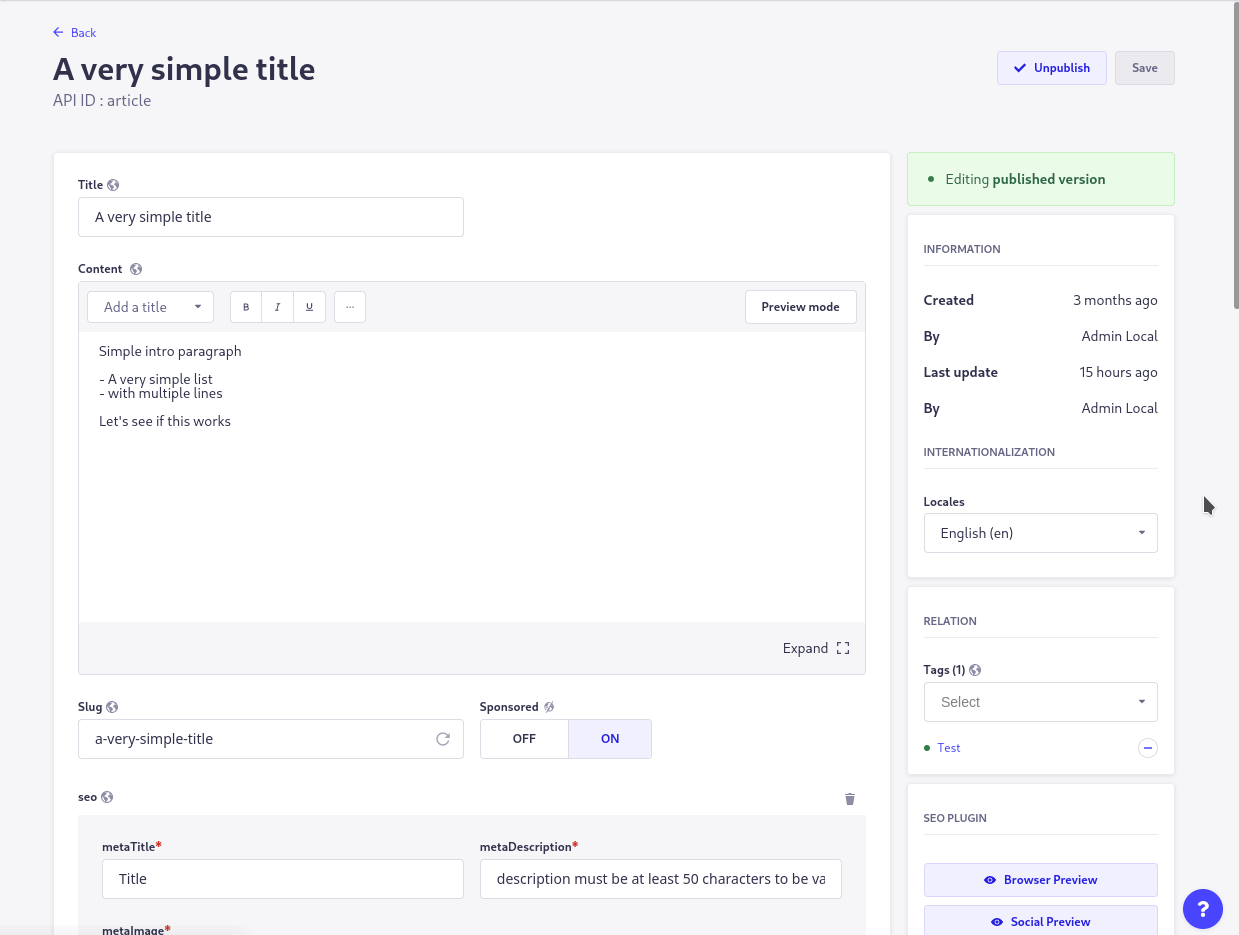 Back
A very simple title
API ID : article
Unpublish
Save
Title
A very simple title
Content
Add a title
B
I
U
...
Preview mode
Simple intro paragraph
- A very simple list
- with multiple lines
Let's see if this works
Expand
Slug
a-very-simple-title
Sponsored
OFF
ON
seo
metaTitle*
Title
metaDescription*
description must be at least 50 characters to be va
metaImage*
Editing published version
INFORMATION
Created 3 months ago
By Admin Local
Last update 15 hours ago
By Admin Local
INTERNATIONALIZATION
Locales
English (en)
RELATION
Tags (1)
Select
Test
SEO PLUGIN
Browser Preview
Social Preview
?